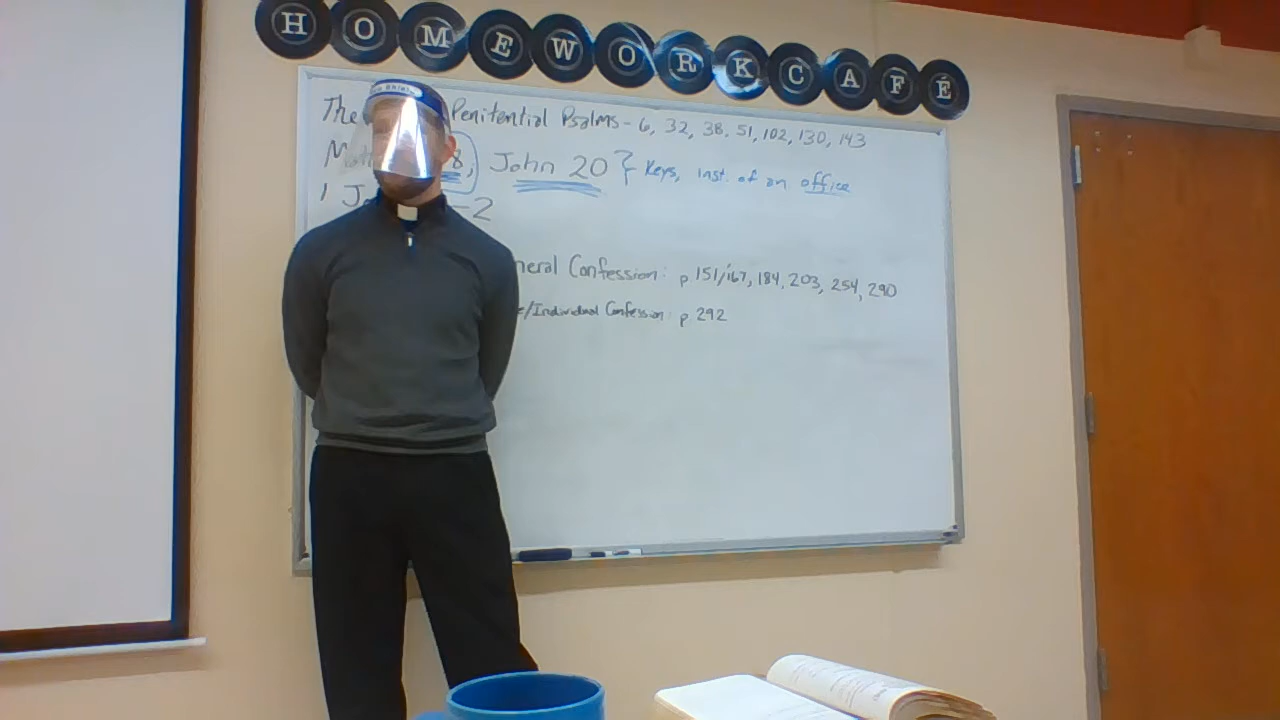 HOMEWORKCAFÉ
The Penitential Psalms - 6, 32, 38, 51, 102, 130, 143
8, John 20 } Keys, inst. of an office
1 J -2
neral Confession: p 151/167, 184, 203, 254, 290
e/Individual Confession: p. 292